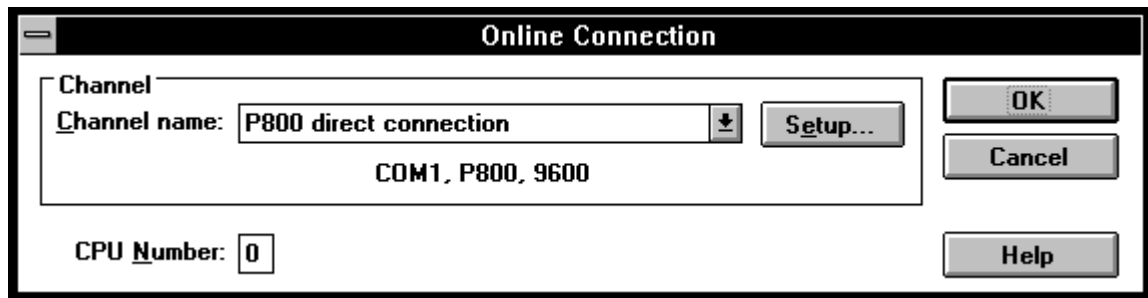 Online Connection
Channel
Channel name: P800 direct connection Setup...
COM1, P800, 9600
CPU Number: 0
OK
Cancel
Help